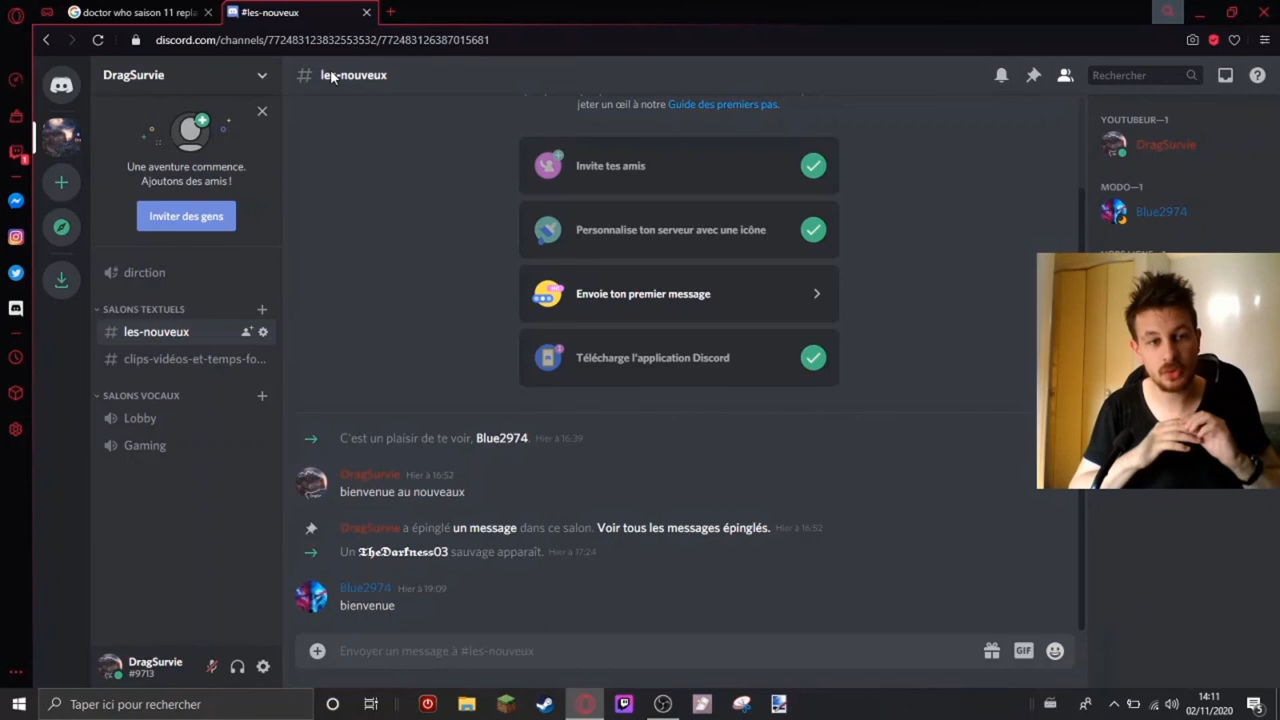 doctor who saison 11 repla
#les-nouveux
discord.com/channels/772483123832553532/772483126387015681
DragSurvie
les-nouveux
Rechercher
Une aventure commence.
Ajoutons des amis !
Inviter des gens
dirction
SALONS TEXTUELS
les-nouveux
clips-vidéos-et-temps-fo...
SALONS VOCAUX
Lobby
Gaming
DragSurvie
#9713
jeter un œil à notre Guide des premiers pas.
Invite tes amis
Personnalise ton serveur avec une icône
Envoie ton premier message
Télécharge l'application Discord
C'est un plaisir de te voir, Blue2974. Hier à 16:39
DragSurvie Hier à 16:52
bienvenue au nouveaux
DragSurvie a épinglé un message dans ce salon. Voir tous les messages épinglés. Hier à 16:52
Un 𝕿𝖍𝖊𝕯𝖆𝖗𝖐𝖓𝖊𝖘𝖘03 sauvage apparaît. Hier à 17:24
Blue2974 Hier à 19:09
bienvenue
Envoyer un message à #les-nouveux
GIF
YOUTUBEUR—1
DragSurvie
MODO—1
Blue2974
Taper ici pour rechercher
14:11
02/11/2020